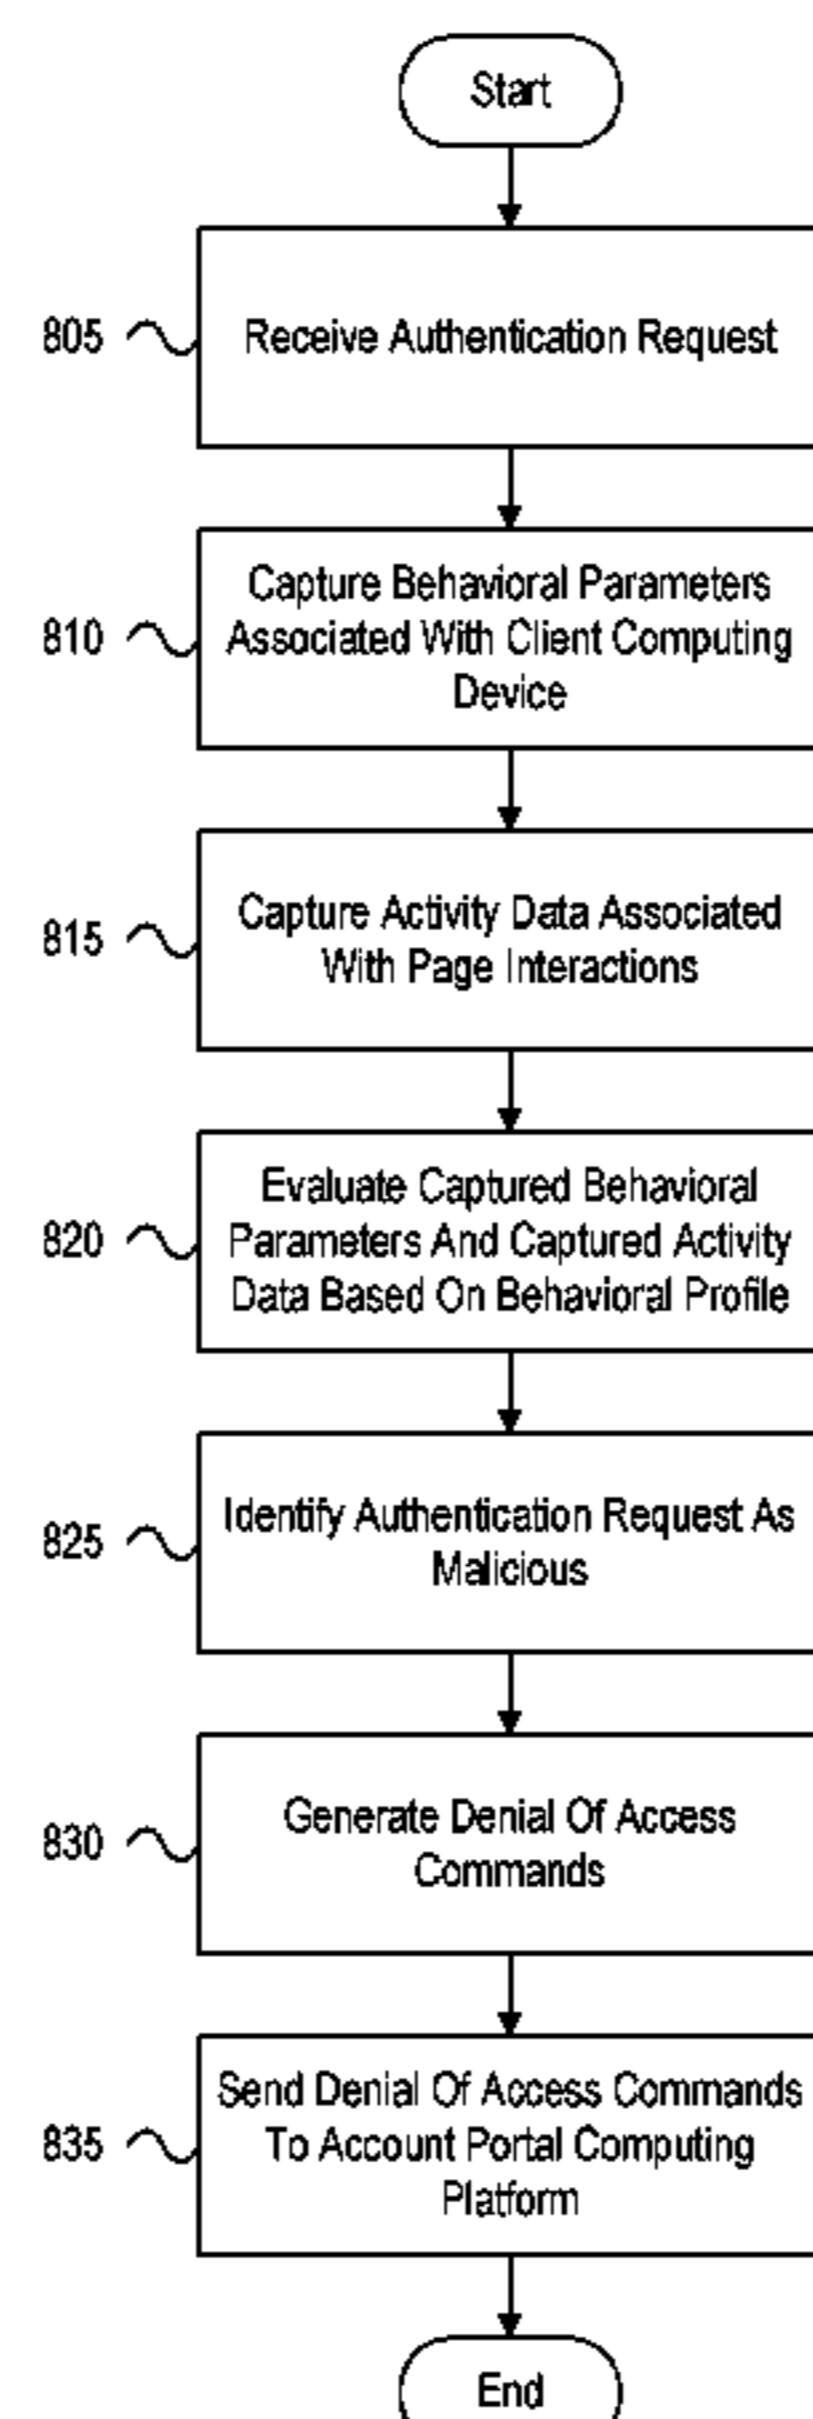 Start
805
Receive Authentication Request
810
Capture Behavioral Parameters
Associated With Client Computing
Device
815
Capture Activity Data Associated
With Page Interactions
820
Evaluate Captured Behavioral
Parameters And Captured Activity
Data Based On Behavioral Profile
825
Identify Authentication Request As
Malicious
830
Generate Denial Of Access
Commands
835
Send Denial Of Access Commands
To Account Portal Computing
Platform
End